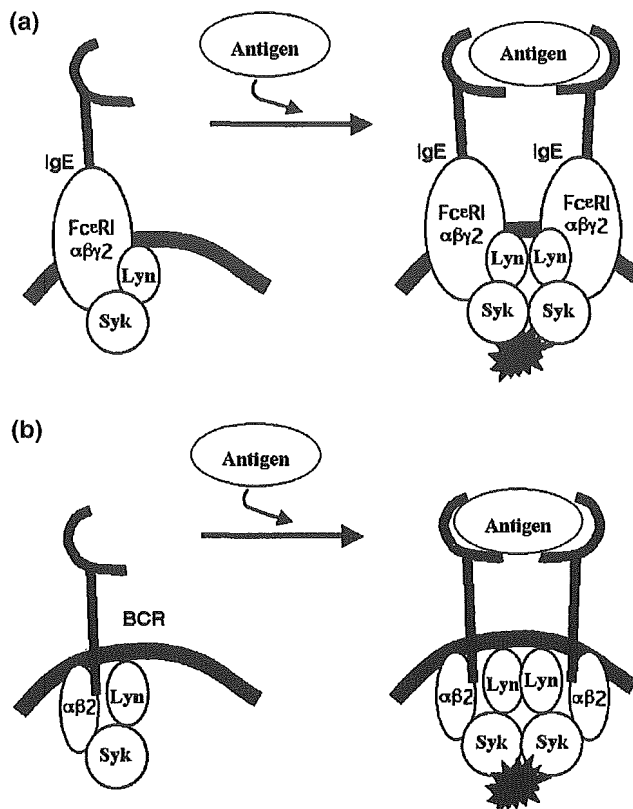 (a)
Antigen
IgE
FcεRI
αβγ2
Lyn
Syk
Antigen
IgE
IgE
FcεRI
αβγ2
FcεRI
αβγ2
Lyn
Lyn
Syk
Syk
(b)
Antigen
BCR
αβ2
Lyn
Syk
Antigen
αβ2
Lyn
Lyn
αβ2
Syk
Syk